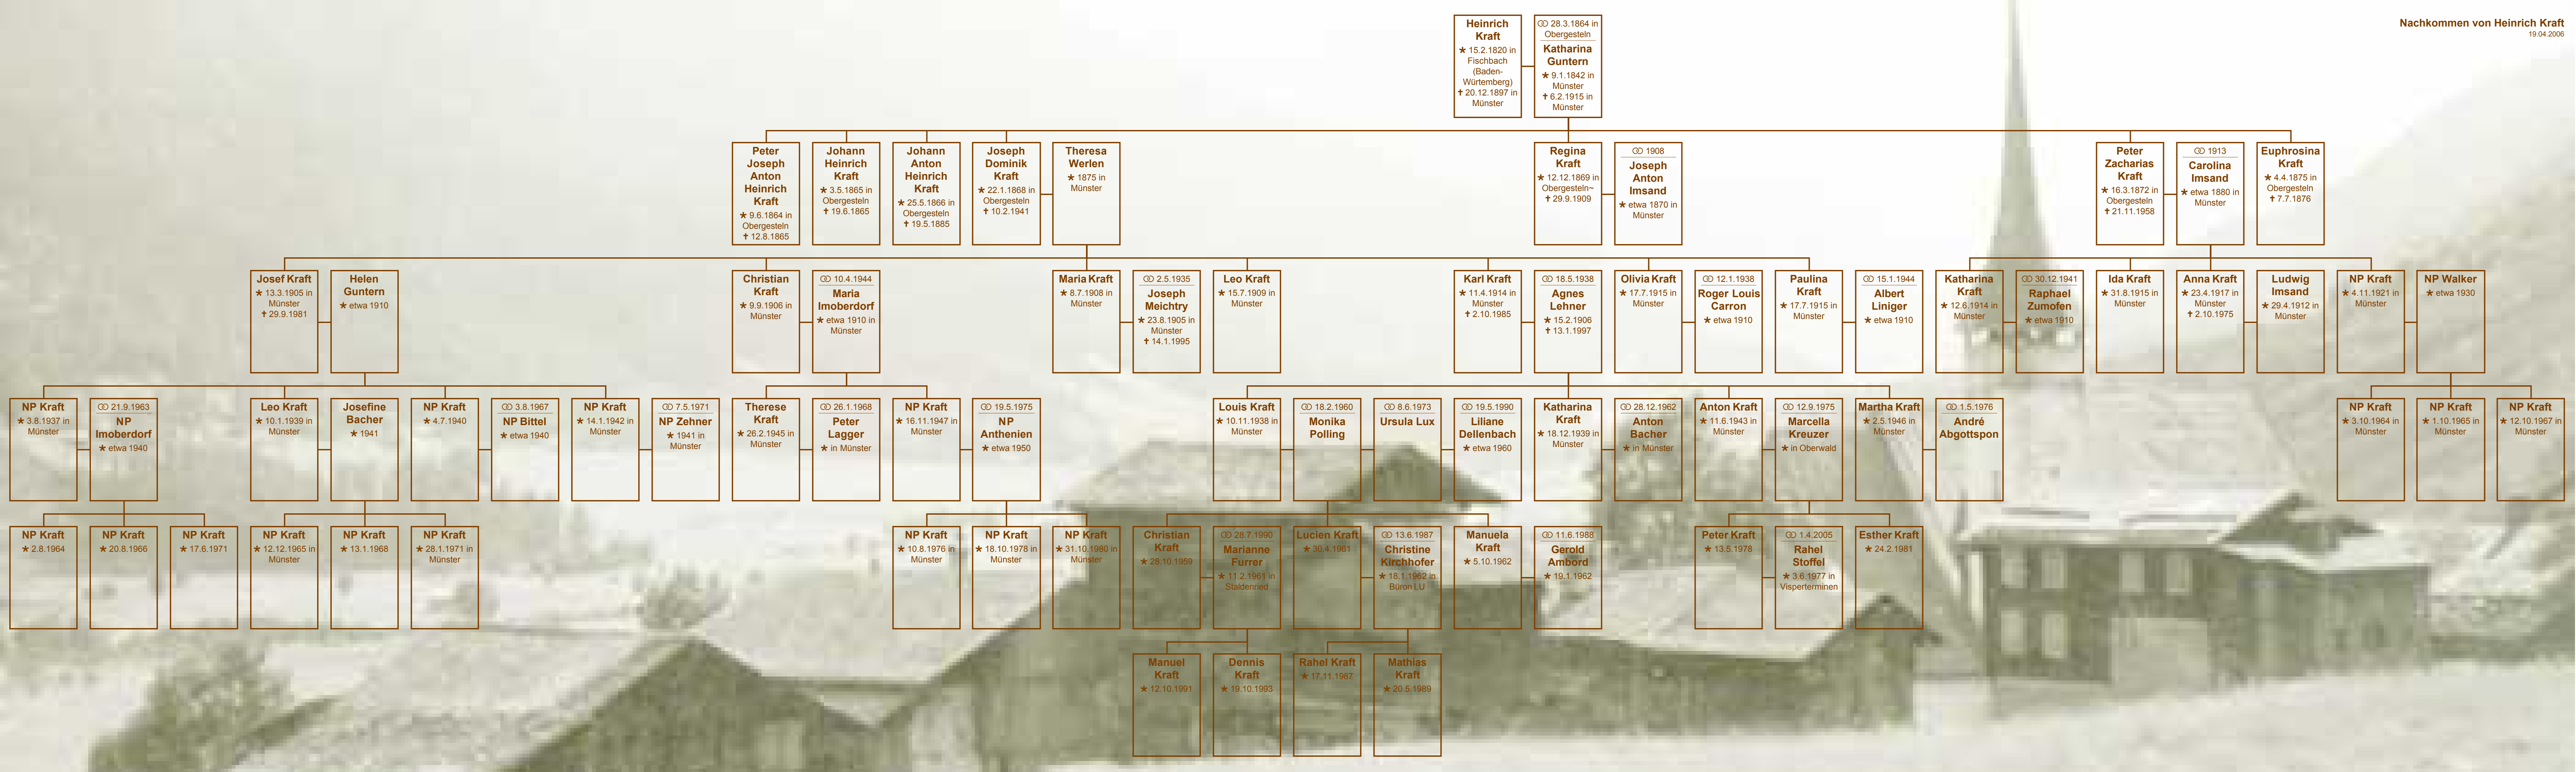 Nachkommen von Heinrich Kraft
19.04.2006
Heinrich
Kraft
★ 15.2.1820 in
Fischbach
(Baden-
Würtemberg)
✝ 20.12.1897 in
Münster
⚭ 28.3.1864 in
Obergesteln
Katharina
Guntern
★ 9.1.1842 in
Münster
✝ 6.2.1915 in
Münster
Peter
Joseph
Anton
Heinrich
Kraft
★ 9.6.1864 in
Obergesteln
✝ 12.8.1865
Johann
Heinrich
Kraft
★ 3.5.1865 in
Obergesteln
✝ 19.6.1865
Johann
Anton
Heinrich
Kraft
★ 25.5.1866 in
Obergesteln
✝ 19.5.1885
Joseph
Dominik
Kraft
★ 22.1.1868 in
Obergesteln
✝ 10.2.1941
Theresa
Werlen
★ 1875 in
Münster
Regina
Kraft
★ 12.12.1869 in
Obergesteln~
✝ 29.9.1909
⚭ 1908
Joseph
Anton
Imsand
★ etwa 1870 in
Münster
Peter
Zacharias
Kraft
★ 16.3.1872 in
Obergesteln
✝ 21.11.1958
⚭ 1913
Carolina
Imsand
★ etwa 1880 in
Münster
Euphrosina
Kraft
★ 4.4.1875 in
Obergesteln
✝ 7.7.1876
Josef Kraft
★ 13.3.1905 in
Münster
✝ 29.9.1981
Helen
Guntern
★ etwa 1910
Christian
Kraft
★ 9.9.1906 in
Münster
⚭ 10.4.1944
Maria
Imoberdorf
★ etwa 1910 in
Münster
Maria Kraft
★ 8.7.1908 in
Münster
⚭ 2.5.1935
Joseph
Meichtry
★ 23.8.1905 in
Münster
✝ 14.1.1995
Leo Kraft
★ 15.7.1909 in
Münster
Karl Kraft
★ 11.4.1914 in
Münster
✝ 2.10.1985
⚭ 18.5.1938
Agnes
Lehner
★ 15.2.1906
✝ 13.1.1997
Olivia Kraft
★ 17.7.1915 in
Münster
⚭ 12.1.1938
Roger Louis
Carron
★ etwa 1910
Paulina
Kraft
★ 17.7.1915 in
Münster
⚭ 15.1.1944
Albert
Liniger
★ etwa 1910
Katharina
Kraft
★ 12.6.1914 in
Münster
⚭ 30.12.1941
Raphael
Zumofen
★ etwa 1910
Ida Kraft
★ 31.8.1915 in
Münster
Anna Kraft
★ 23.4.1917 in
Münster
✝ 2.10.1975
Ludwig
Imsand
★ 29.4.1912 in
Münster
NP Kraft
★ 4.11.1921 in
Münster
NP Walker
★ etwa 1930
NP Kraft
★ 3.8.1937 in
Münster
⚭ 21.9.1963
NP
Imoberdorf
★ etwa 1940
Leo Kraft
★ 10.1.1939 in
Münster
Josefine
Bacher
★ 1941
NP Kraft
★ 4.7.1940
⚭ 3.8.1967
NP Bittel
★ etwa 1940
NP Kraft
★ 14.1.1942 in
Münster
⚭ 7.5.1971
NP Zehner
★ 1941 in
Münster
Therese
Kraft
★ 26.2.1945 in
Münster
⚭ 26.1.1968
Peter
Lagger
★ in Münster
NP Kraft
★ 16.11.1947 in
Münster
⚭ 19.5.1975
NP
Anthenien
★ etwa 1950
Louis Kraft
★ 10.11.1938 in
Münster
⚭ 18.2.1960
Monika
Polling
⚭ 8.6.1973
Ursula Lux
⚭ 19.5.1990
Liliane
Dellenbach
★ etwa 1960
Katharina
Kraft
★ 18.12.1939 in
Münster
⚭ 28.12.1962
Anton
Bacher
★ in Münster
Anton Kraft
★ 11.6.1943 in
Münster
⚭ 12.9.1975
Marcella
Kreuzer
★ in Oberwald
Martha Kraft
★ 2.5.1946 in
Münster
⚭ 1.5.1976
André
Abgottspon
NP Kraft
★ 3.10.1964 in
Münster
NP Kraft
★ 1.10.1965 in
Münster
NP Kraft
★ 12.10.1967 in
Münster
NP Kraft
★ 2.8.1964
NP Kraft
★ 20.8.1966
NP Kraft
★ 17.6.1971
NP Kraft
★ 12.12.1965 in
Münster
NP Kraft
★ 13.1.1968
NP Kraft
★ 28.1.1971 in
Münster
NP Kraft
★ 10.8.1976 in
Münster
NP Kraft
★ 18.10.1978 in
Münster
NP Kraft
★ 31.10.1980 in
Münster
Christian
Kraft
★ 28.10.1959
⚭ 28.7.1990
Marianne
Furrer
★ 11.2.1961 in
Staldenried
Lucien Kraft
★ 30.4.1961
⚭ 13.6.1987
Christine
Kirchhofer
★ 18.1.1962 in
Büron LU
Manuela
Kraft
★ 5.10.1962
⚭ 11.6.1988
Gerold
Ambord
★ 19.1.1962
Peter Kraft
★ 13.5.1978
⚭ 1.4.2005
Rahel
Stoffel
★ 3.6.1977 in
Visperterminen
Esther Kraft
★ 24.2.1981
Manuel
Kraft
★ 12.10.1991
Dennis
Kraft
★ 19.10.1993
Rahel Kraft
★ 17.11.1987
Mathias
Kraft
★ 20.5.1989